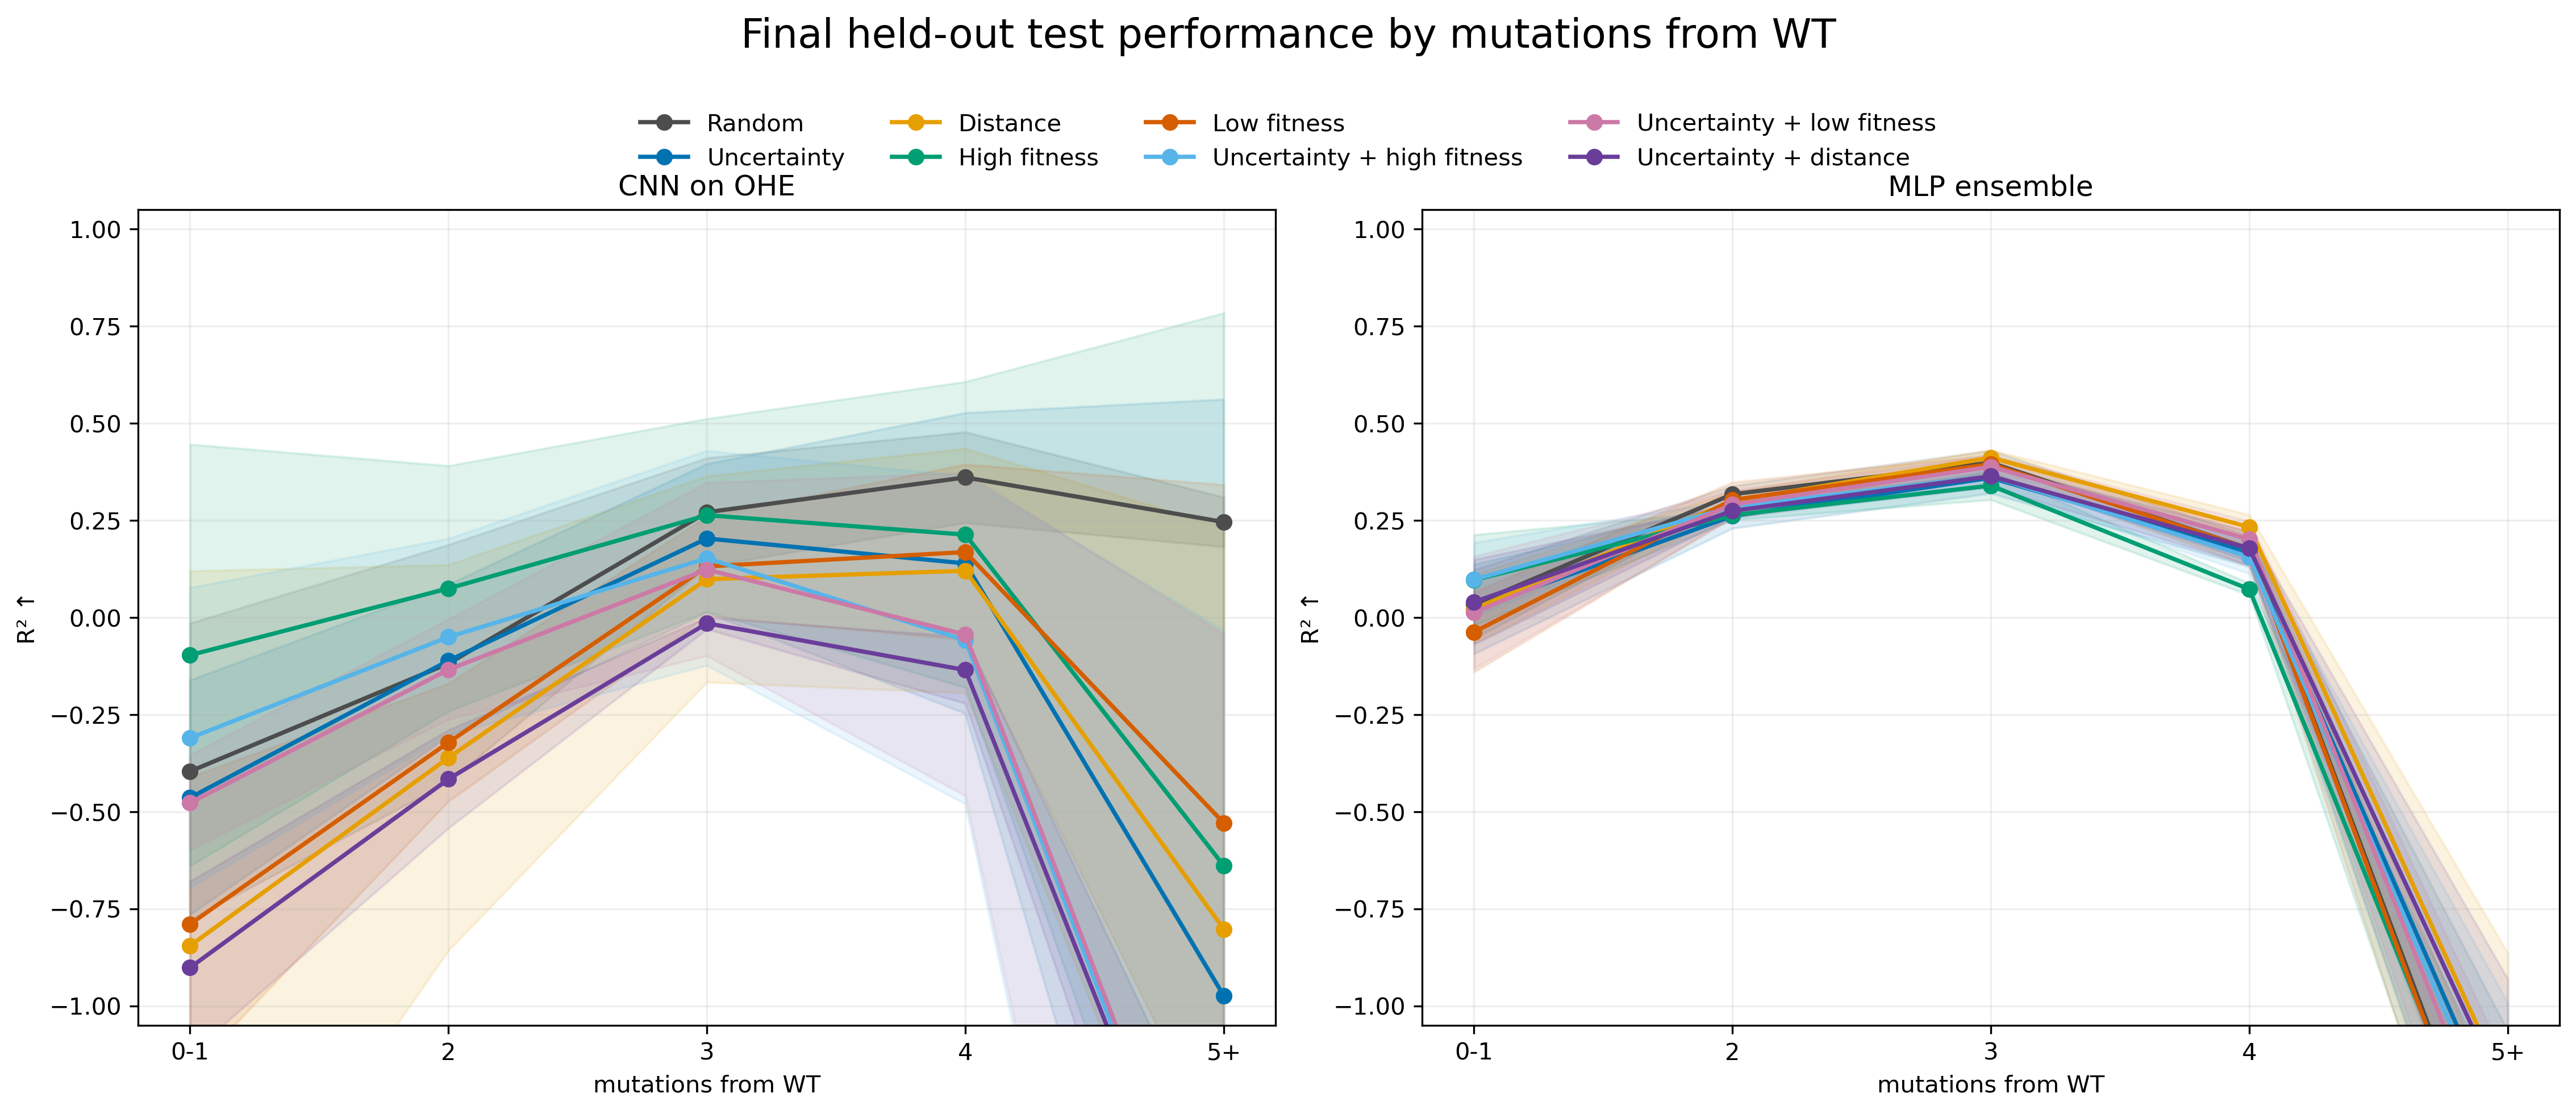 Final held-out test performance by mutations from WT
Random
Distance
Low fitness
Uncertainty + low fitness
Uncertainty
High fitness
Uncertainty + high fitness
Uncertainty + distance
CNN on OHE
1.00
0.75
0.50
0.25
0.00
−0.25
−0.50
−0.75
−1.00
R² ↑
0-1
2
3
4
5+
mutations from WT
MLP ensemble
1.00
0.75
0.50
0.25
0.00
−0.25
−0.50
−0.75
−1.00
R² ↑
0-1
2
3
4
5+
mutations from WT